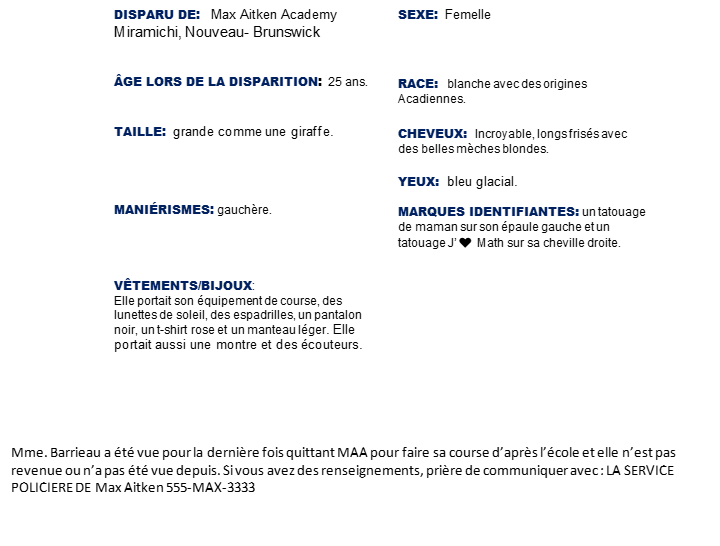 DISPARU DE: Max Aitken Academy
Miramichi, Nouveau- Brunswick
SEXE: Femelle
ÂGE LORS DE LA DISPARITION: 25 ans.
RACE: blanche avec des origines
Acadiennes.
TAILLE: grande comme une giraffe.
CHEVEUX: Incroyable, longs frisés avec
des belles mèches blondes.
YEUX: bleu glacial.
MANIÉRISMES: gauchère.
MARQUES IDENTIFIANTES: un tatouage
de maman sur son épaule gauche et un
tatouage J’ ♥ Math sur sa cheville droite.
VÊTEMENTS/BIJOUX:
Elle portait son équipement de course, des
lunettes de soleil, des espadrilles, un pantalon
noir, un t-shirt rose et un manteau léger. Elle
portait aussi une montre et des écouteurs.
Mme. Barrieau a été vue pour la dernière fois quittant MAA pour faire sa course d’après l’école et elle n’est pas
revenue ou n’a pas été vue depuis. Si vous avez des renseignements, prière de communiquer avec : LA SERVICE
POLICIERE DE Max Aitken 555-MAX-3333